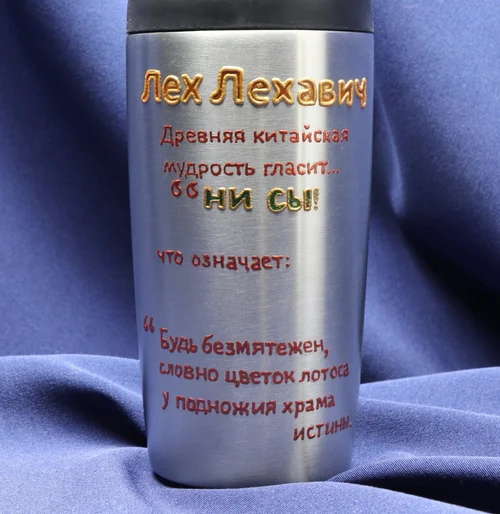 Лех Лехавич
Древняя китайская
мудрость гласит...
“ НИ СЫ!
что означает:
“ Будь безмятежен,
словно цветок лотоса
у подножия храма
истины.